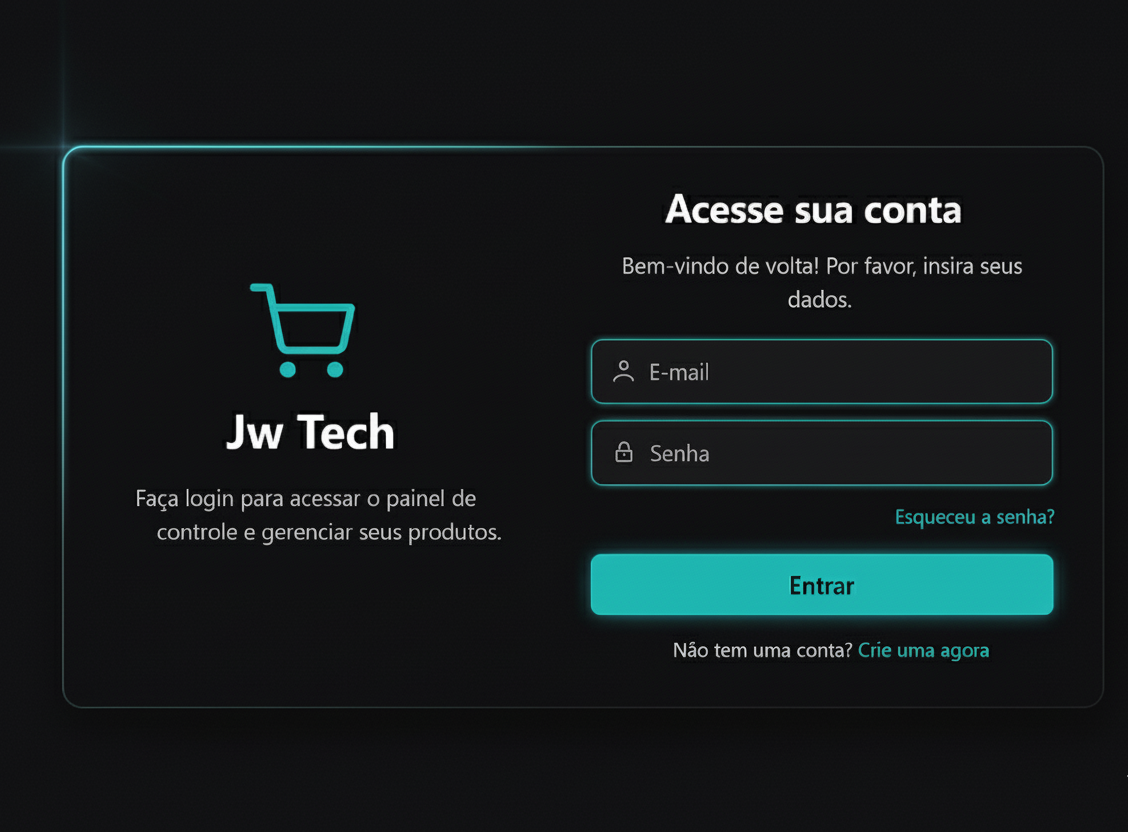 Jw Tech
Faça login para acessar o painel de
controle e gerenciar seus produtos.
Acesse sua conta
Bem-vindo de volta! Por favor, insira seus
dados.
E-mail
Senha
Esqueceu a senha?
Entrar
Não tem uma conta? Crie uma agora